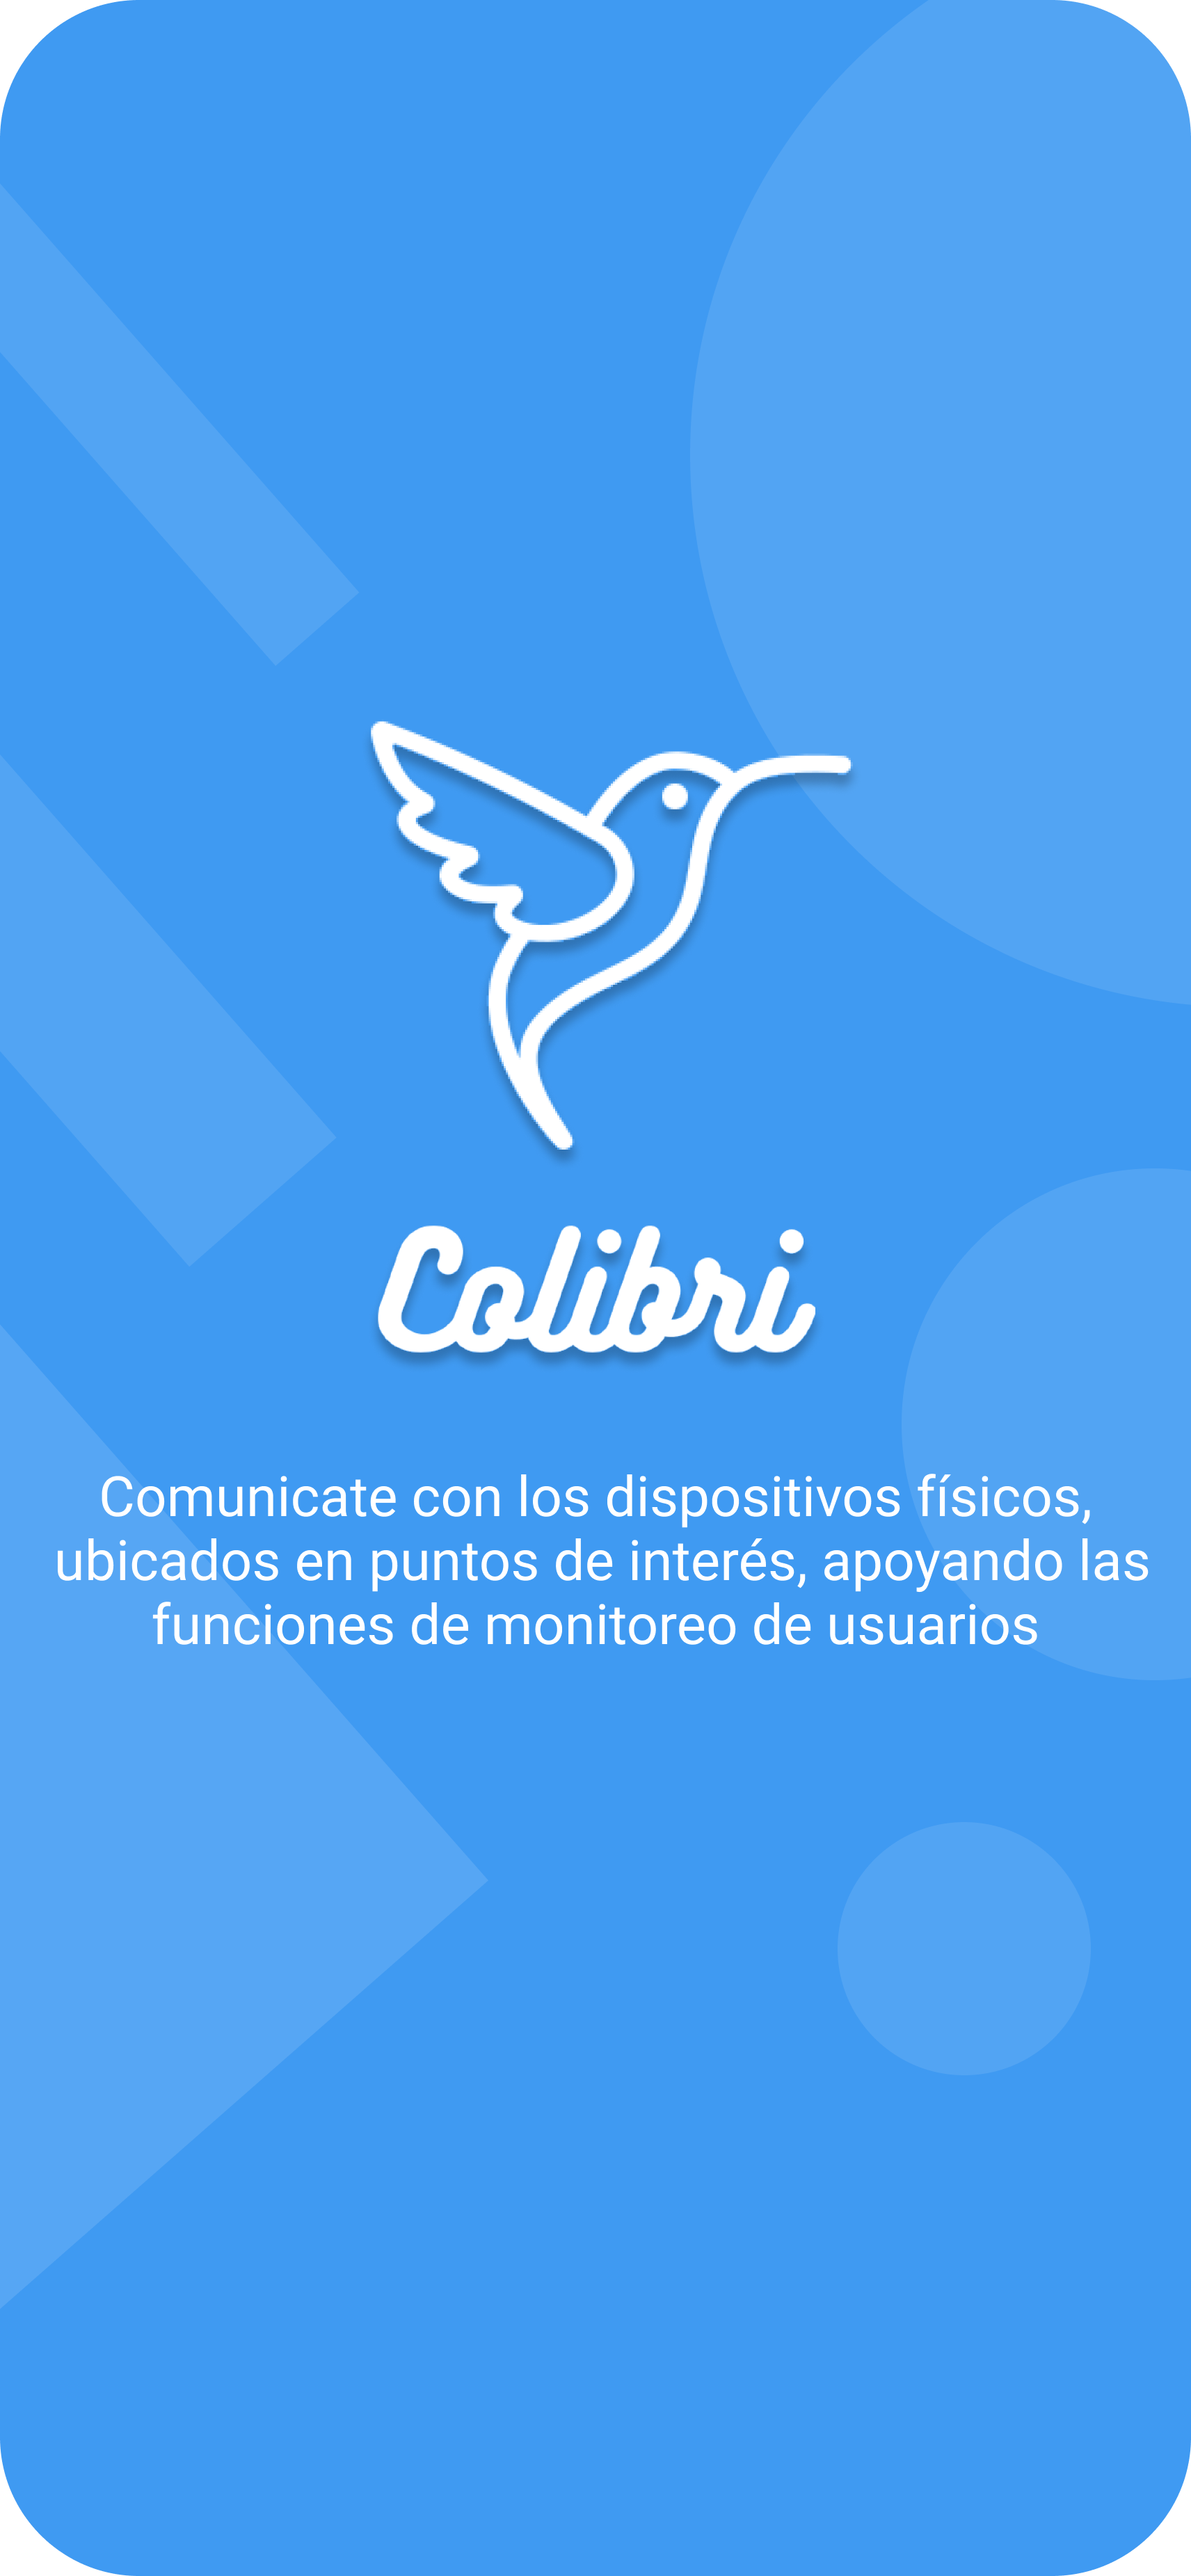 Colibri
Comunicate con los dispositivos físicos,
ubicados en puntos de interés, apoyando las
funciones de monitoreo de usuarios